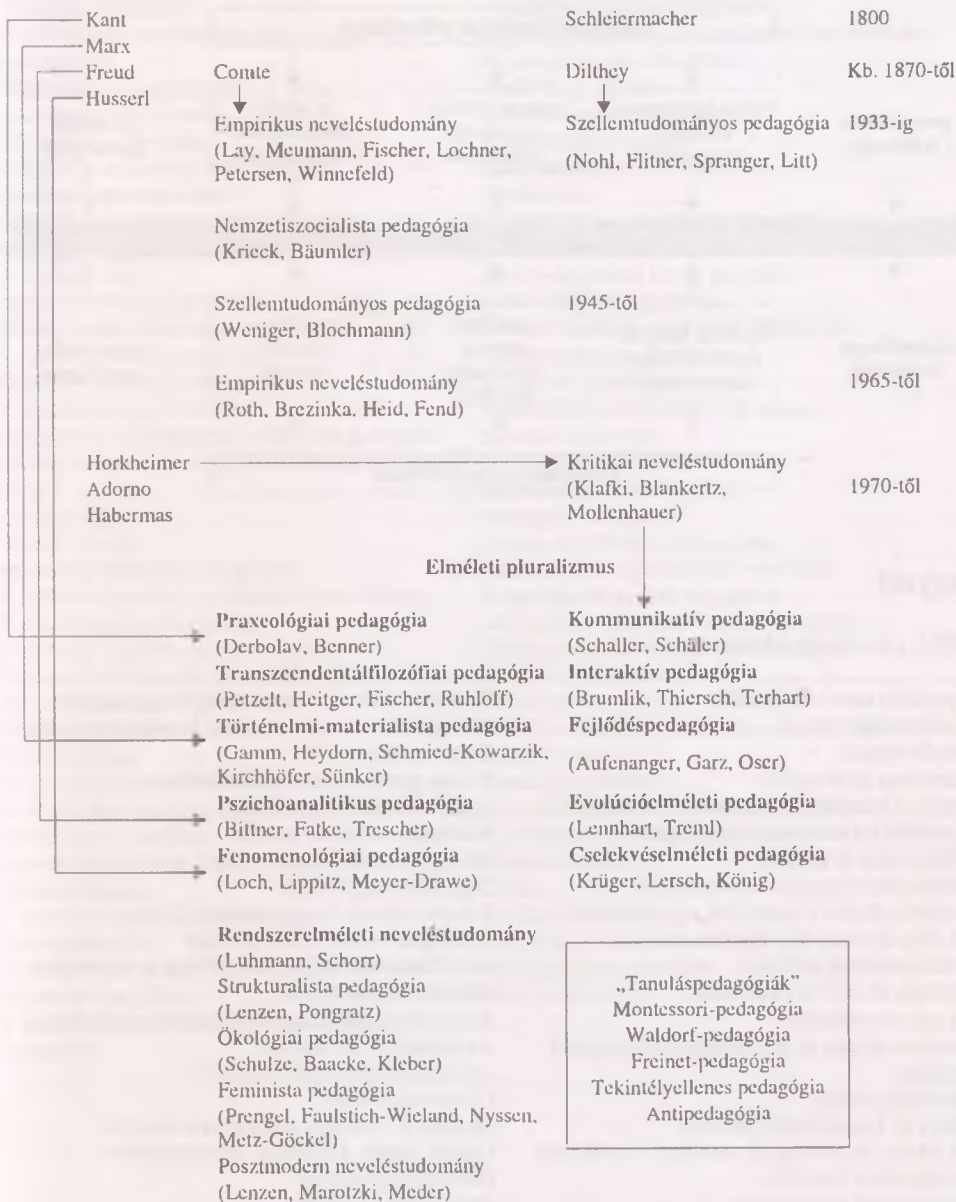 Kant Schleiermacher 1800
Marx
Freud Comte Dilthey Kb. 1870-től
Husserl
Empirikus neveléstudomány Szellemtudományos pedagógia 1933-ig
(Lay, Meumann, Fischer, Lochner, (Nohl, Flitner, Spranger, Litt)
Petersen, Winnefeld)
Nemzetiszocialista pedagógia
(Krieck, Bäumler)
Szellemtudományos pedagógia 1945-től
(Weniger, Blochmann)
Empirikus neveléstudomány 1965-től
(Roth, Brezinka, Heid, Fend)
Horkheimer Kritikai neveléstudomány
Adorno (Klafki, Blankertz, 1970-től
Habermas Mollenhauer)
Elméleti pluralizmus
Praxeológiai pedagógia Kommunikatív pedagógia
(Derbolav, Benner) (Schaller, Schäler)
Transzcendentálfilozófiai pedagógia Interaktív pedagógia
(Petzelt, Heitger, Fischer, Ruhloff) (Brumlik, Thiersch, Terhart)
Történelmi-materialista pedagógia Fejlődéspedagógia
(Gamm, Heydorn, Schmied-Kowarzik, (Aufenanger, Garz, Oser)
Kirchhöfer, Sünker)
Pszichoanalitikus pedagógia Evolúcióelméleti pedagógia
(Bittner, Fatke, Trescher) (Lennhart, Treml)
Fenomenológiai pedagógia Cselekvéselméleti pedagógia
(Loch, Lippitz, Meyer-Drawe) (Krüger, Lersch, König)
Rendszerelméleti neveléstudomány
(Luhmann, Schorr)
Strukturalista pedagógia
(Lenzen, Pongratz)
Ökológiai pedagógia
(Schulze, Baacke, Kleber)
Feminista pedagógia
(Prengel, Faulstich-Wieland, Nyssen,
Metz-Göckel)
Posztmodern neveléstudomány
(Lenzen, Marotzki, Meder)
„Tanuláspedagógiák”
Montessori-pedagógia
Waldorf-pedagógia
Freinet-pedagógia
Tekintélyellenes pedagógia
Antipedagógia